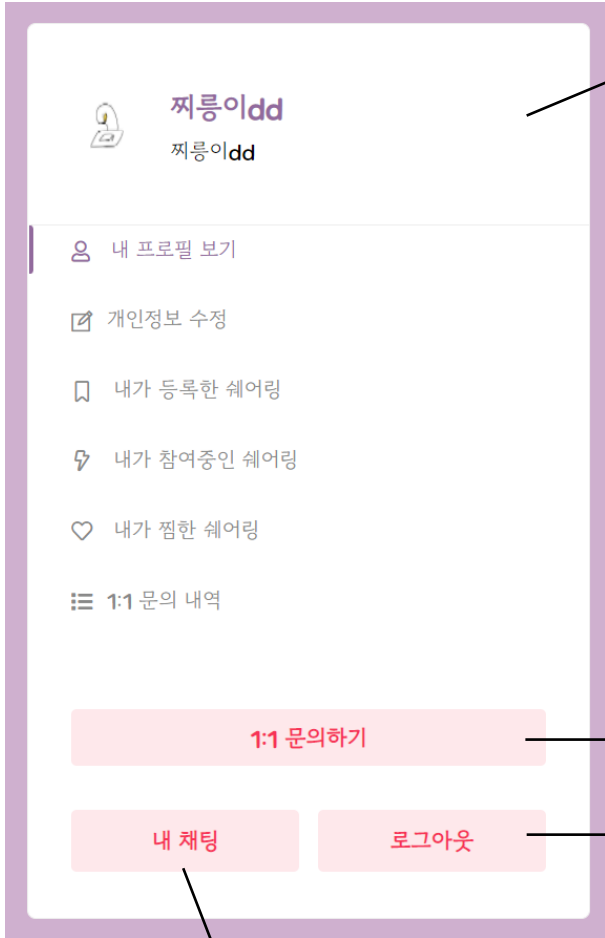 찌릉이dd
찌릉이dd
내 프로필 보기
개인정보 수정
내가 등록한 쉐어링
내가 참여중인 쉐어링
내가 찜한 쉐어링
1:1 문의 내역
1:1 문의하기
내 채팅
로그아웃